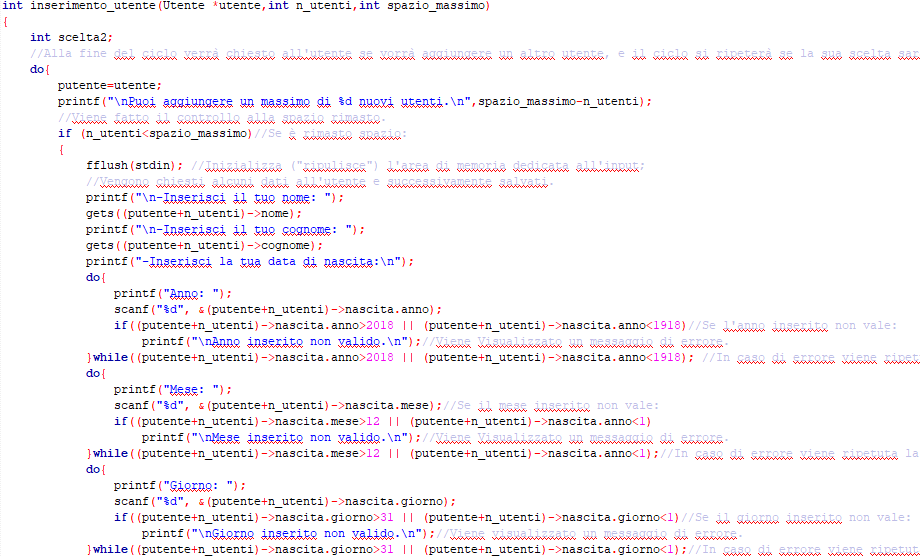 int inserimento_utente(Utente *utente,int n_utenti,int spazio_massimo)
{
int scelta2;
//Alla fine del ciclo verrà chiesto all'utente se vorrà aggiungere un altro utente, e il ciclo si ripeterà se la sua scelta sar
do{
putente=utente;
printf("\nPuoi aggiungere un massimo di %d nuovi utenti.\n",spazio_massimo-n_utenti);
//Viene fatto il controllo alla spazio rimasto.
if (n_utenti<spazio_massimo)//Se è rimasto spazio:
{
fflush(stdin); //Inizializza ("ripulisce") l'area di memoria dedicata all'input;
//Vengono chiesti alcuni dati all'utente e successivamente salvati.
printf("\n-Inserisci il tuo nome: ");
gets((putente+n_utenti)->nome);
printf("\n-Inserisci il tuo cognome: ");
gets((putente+n_utenti)->cognome);
printf("-Inserisci la tua data di nascita:\n");
do{
printf("Anno: ");
scanf("%d", &(putente+n_utenti)->nascita.anno);
if((putente+n_utenti)->nascita.anno>2018 || (putente+n_utenti)->nascita.anno<1918)//Se l'anno inserito non vale:
printf("\nAnno inserito non valido.\n");//Viene Visualizzato un messaggio di errore.
}while((putente+n_utenti)->nascita.anno>2018 || (putente+n_utenti)->nascita.anno<1918); //In caso di errore viene ripet
do{
printf("Mese: ");
scanf("%d", &(putente+n_utenti)->nascita.mese);//Se il mese inserito non vale:
if((putente+n_utenti)->nascita.mese>12 || (putente+n_utenti)->nascita.anno<1)
printf("\nMese inserito non valido.\n");//Viene Visualizzato un messaggio di errore.
}while((putente+n_utenti)->nascita.mese>12 || (putente+n_utenti)->nascita.anno<1);//In caso di errore viene ripetuta la
do{
printf("Giorno: ");
scanf("%d", &(putente+n_utenti)->nascita.giorno);
if((putente+n_utenti)->nascita.giorno>31 || (putente+n_utenti)->nascita.giorno<1)//Se il giorno inserito non vale:
printf("\nGiorno inserito non valido.\n");//Viene visualizzato un messaggio di errore.
}while((putente+n_utenti)->nascita.giorno>31 || (putente+n_utenti)->nascita.giorno<1);//In caso di errore viene ripetu